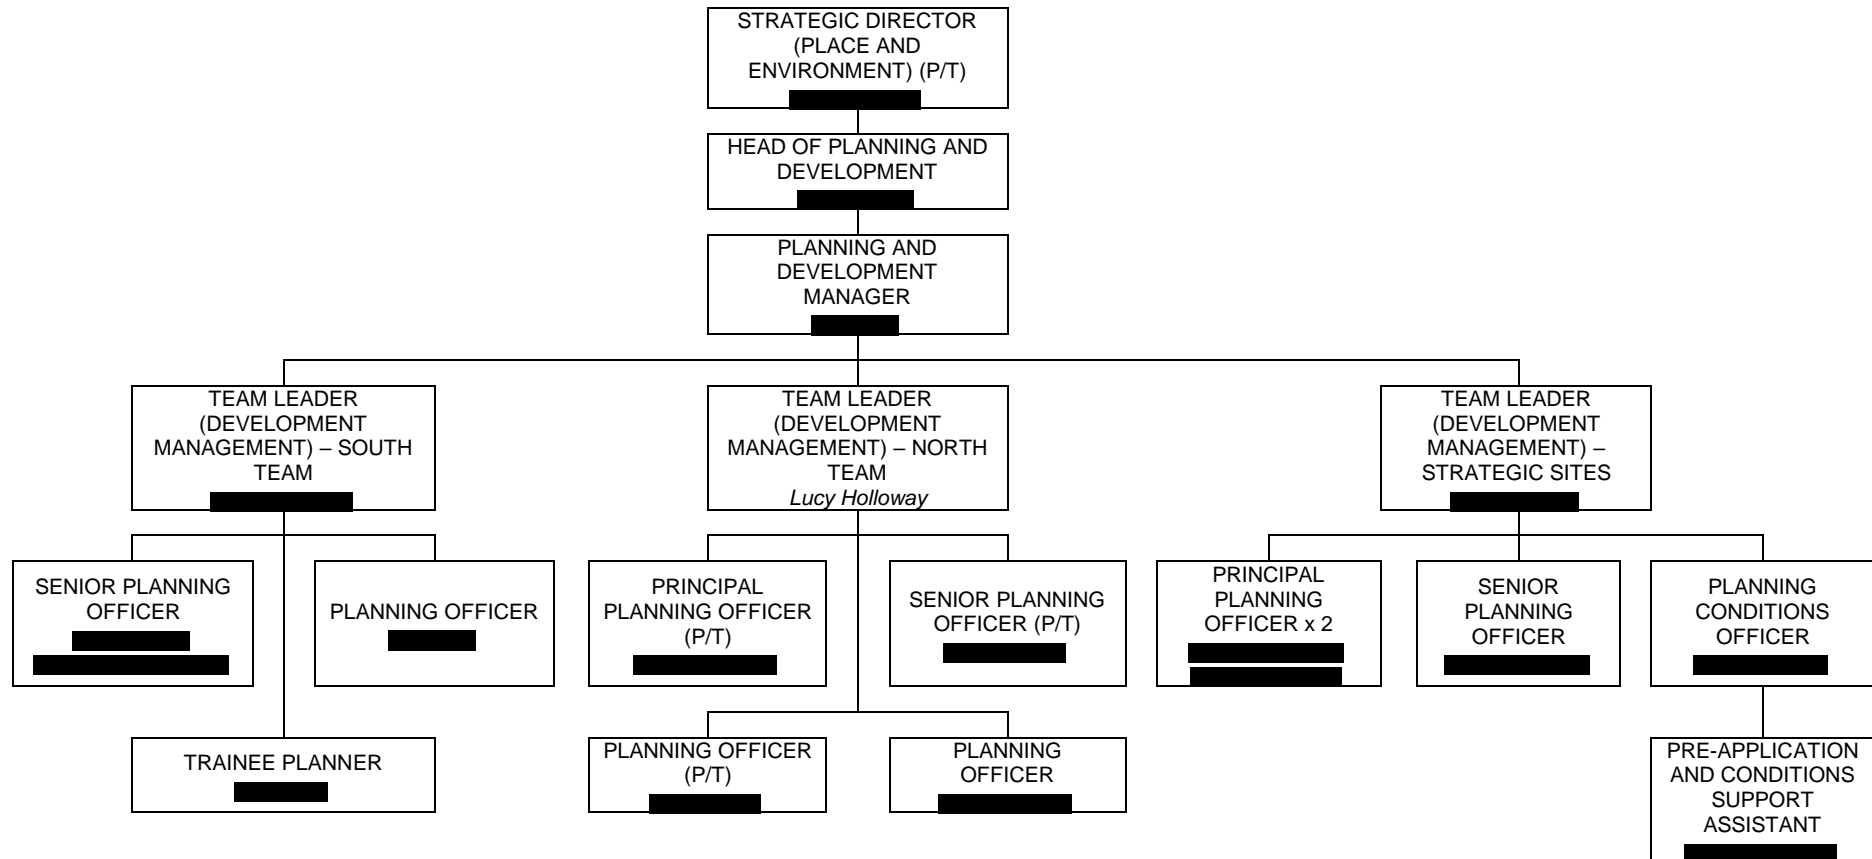 STRATEGIC DIRECTOR
(PLACE AND
ENVIRONMENT) (P/T)
HEAD OF PLANNING AND
DEVELOPMENT
PLANNING AND
DEVELOPMENT
MANAGER
TEAM LEADER
(DEVELOPMENT
MANAGEMENT) – SOUTH
TEAM
TEAM LEADER
(DEVELOPMENT
MANAGEMENT) – NORTH
TEAM
Lucy Holloway
TEAM LEADER
(DEVELOPMENT
MANAGEMENT) –
STRATEGIC SITES
SENIOR PLANNING
OFFICER
PLANNING OFFICER
PRINCIPAL
PLANNING OFFICER
(P/T)
SENIOR PLANNING
OFFICER (P/T)
PRINCIPAL
PLANNING
OFFICER x 2
SENIOR
PLANNING
OFFICER
PLANNING
CONDITIONS
OFFICER
TRAINEE PLANNER
PLANNING OFFICER
(P/T)
PLANNING
OFFICER
PRE-APPLICATION
AND CONDITIONS
SUPPORT
ASSISTANT